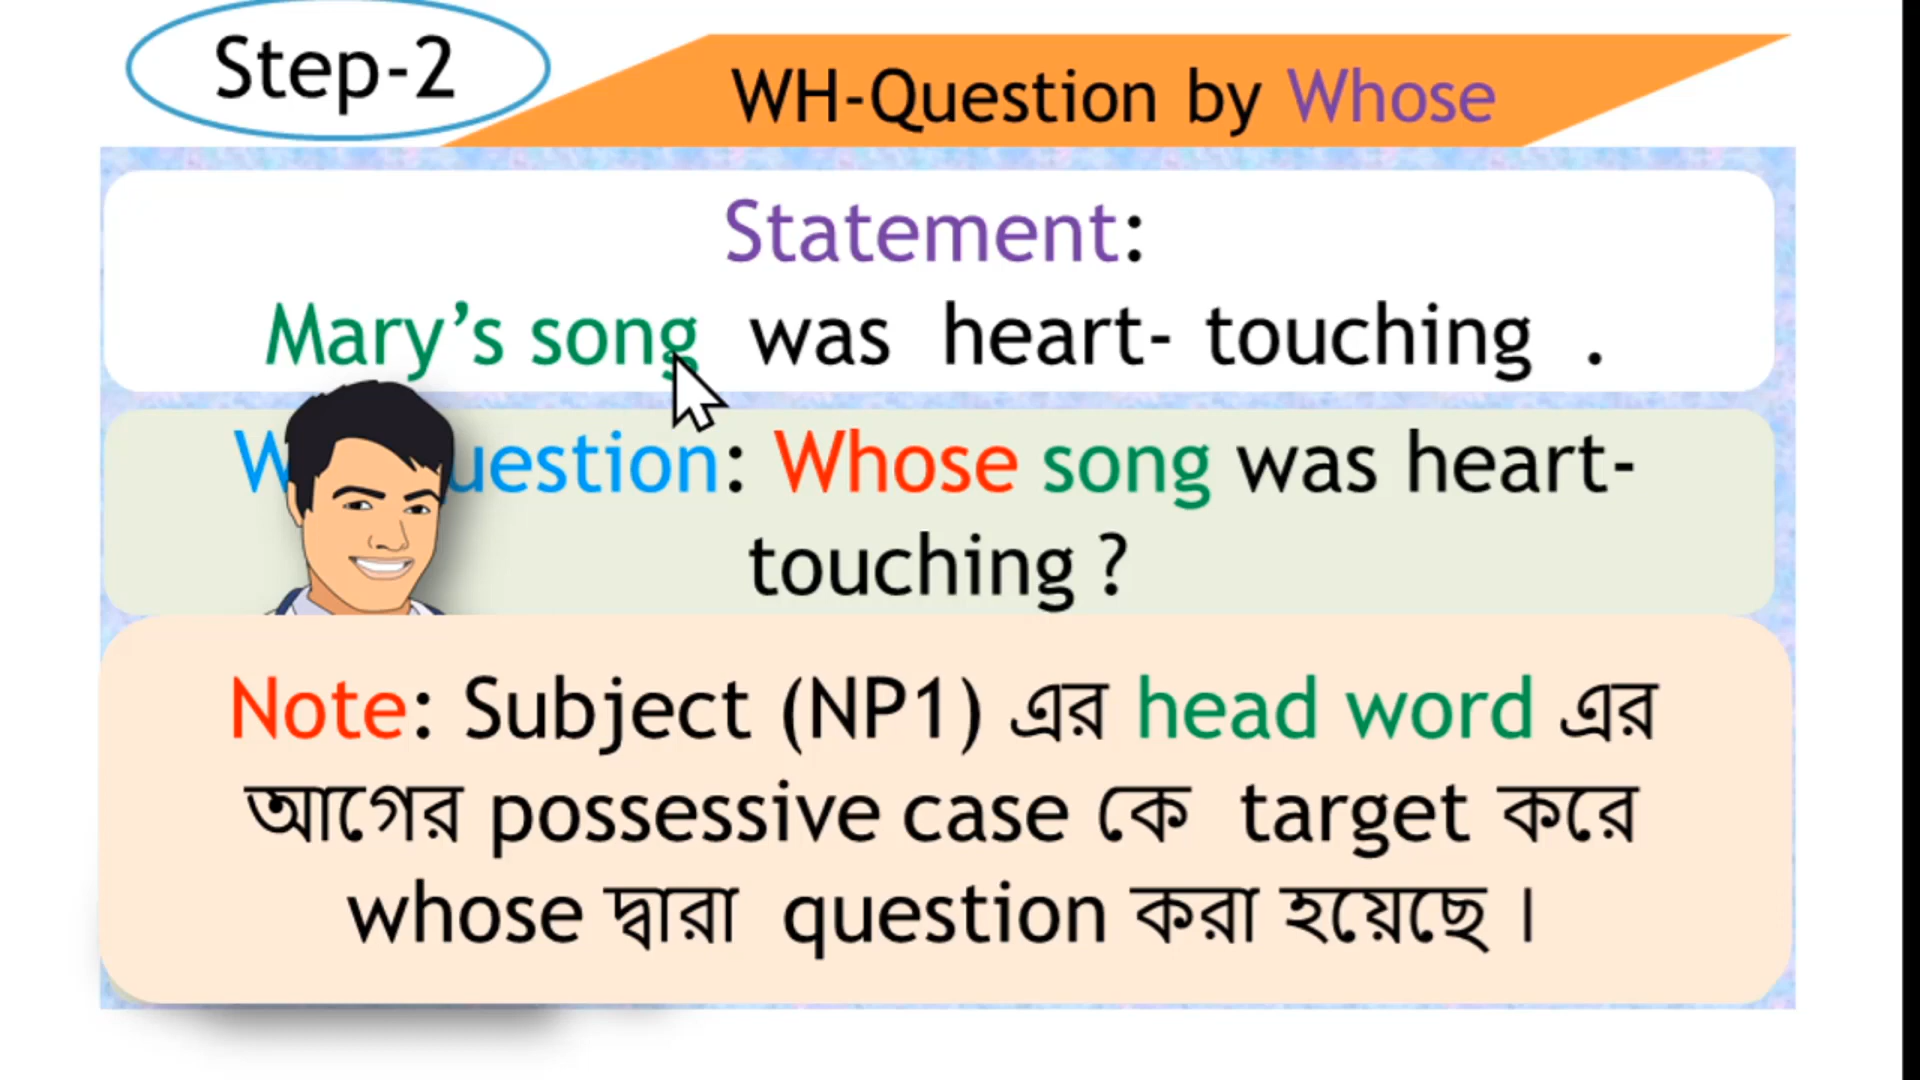 Step-2
WH-Question by Whose
Statement:
Mary’s song was heart- touching .
: Whose song was heart-
touching ?
Note: Subject (NP1) এর head word এর
আগের possessive case কে target করে
whose দ্বারা question করা হয়েছে ।